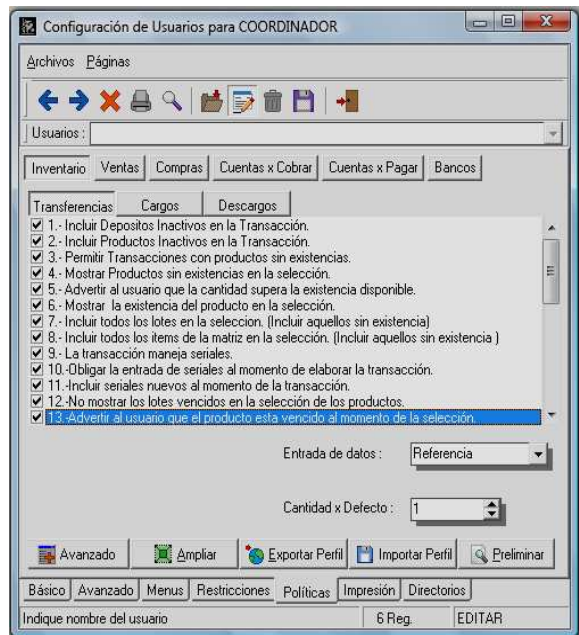 Configuración de Usuarios para COORDINADOR
Archivos Páginas
Usuarios :
Inventario Ventas Compras Cuentas x Cobrar Cuentas x Pagar Bancos
Transferencias Cargos Descargos
1.- Incluir Depositos Inactivos en la Transacción.
2.- Incluir Productos Inactivos en la Transacción.
3.- Permitir Transacciones con productos sin existencias.
4.- Mostrar Productos sin existencias en la selección.
5.- Advertir al usuario que la cantidad supera la existencia disponible.
6.- Mostrar la existencia del producto en la selección.
7.- Incluir todos los lotes en la seleccion. (Incluir aquellos sin existencia)
8.- Incluir todos los items de la matriz en la selección. (Incluir aquellos sin existencia )
9.- La transacción maneja seriales.
10.-Obligar la entrada de seriales al momento de elaborar la transacción.
11.-Incluir seriales nuevos al momento de la transacción.
12.-No mostrar los lotes vencidos en la selección de los productos.
13.-Advertir al usuario que el producto esta vencido al momento de la selección.
Entrada de datos : Referencia
Cantidad x Defecto : 1
Avanzado Ampliar Exportar Perfil Importar Perfil Preliminar
Básico Avanzado Menus Restricciones Políticas Impresión Directorios
Indique nombre del usuario 6 Reg. EDITAR